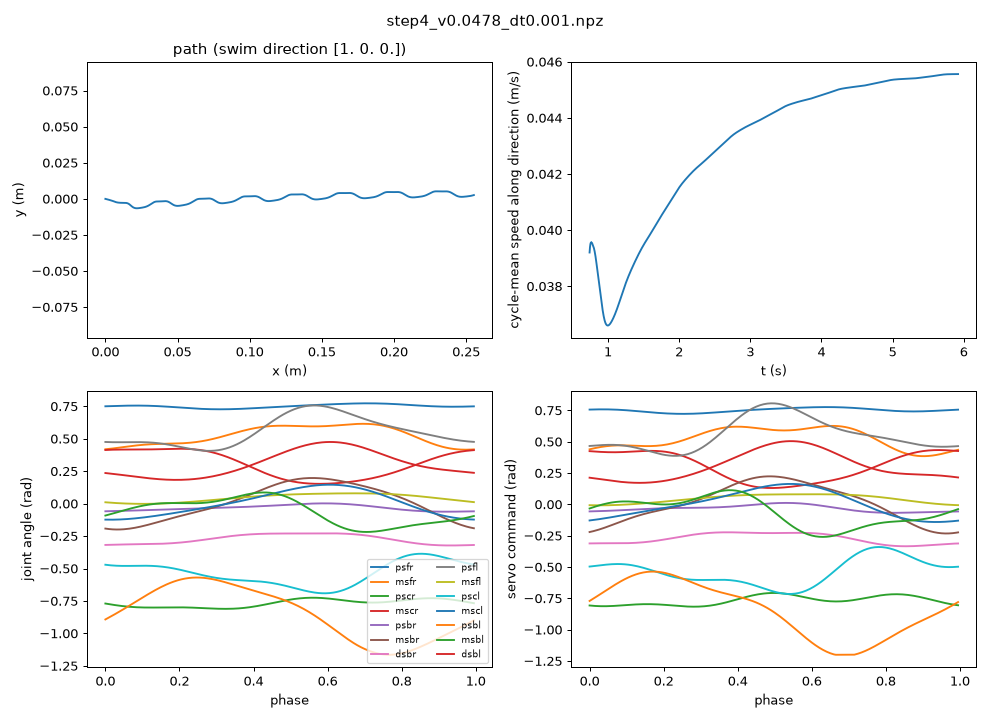 step4_v0.0478_dt0.001.npz
path (swim direction [1. 0. 0.])
0.075
0.050
0.025
0.000
−0.025
−0.050
−0.075
y (m)
0.00 0.05 0.10 0.15 0.20 0.25
x (m)
0.046
0.044
0.042
0.040
0.038
cycle-mean speed along direction (m/s)
1 2 3 4 5 6
t (s)
0.75
0.50
0.25
0.00
−0.25
−0.50
−0.75
−1.00
−1.25
joint angle (rad)
0.0 0.2 0.4 0.6 0.8 1.0
phase
psfr psfl
msfr msfl
pscr pscl
mscr mscl
psbr psbl
msbr msbl
dsbr dsbl
0.75
0.50
0.25
0.00
−0.25
−0.50
−0.75
−1.00
−1.25
servo command (rad)
0.0 0.2 0.4 0.6 0.8 1.0
phase